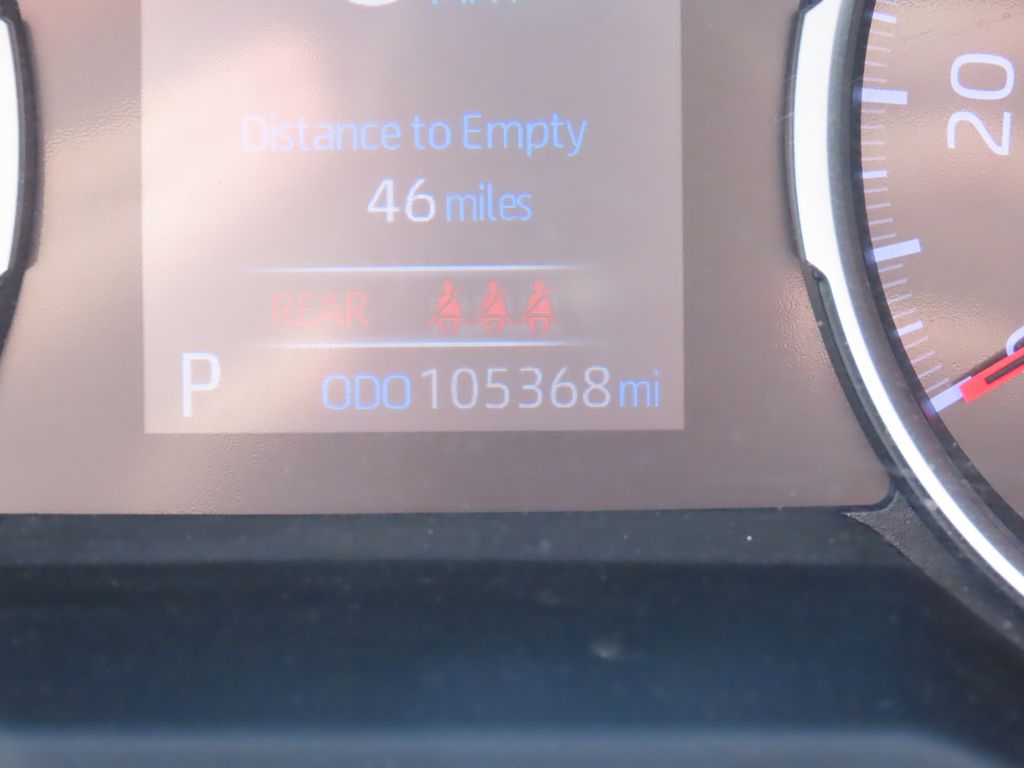 Distance to Empty
46 miles
REAR
P ODO 105368 mi
20